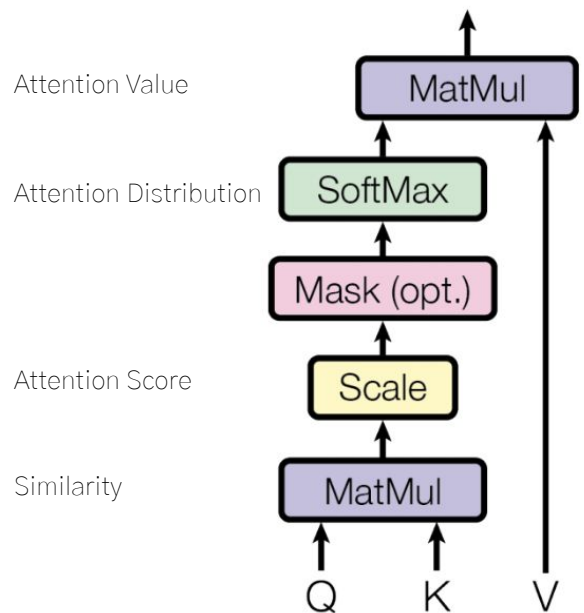 Attention Value
MatMul
Attention Distribution
SoftMax
Mask (opt.)
Attention Score
Scale
Similarity
MatMul
Q K V